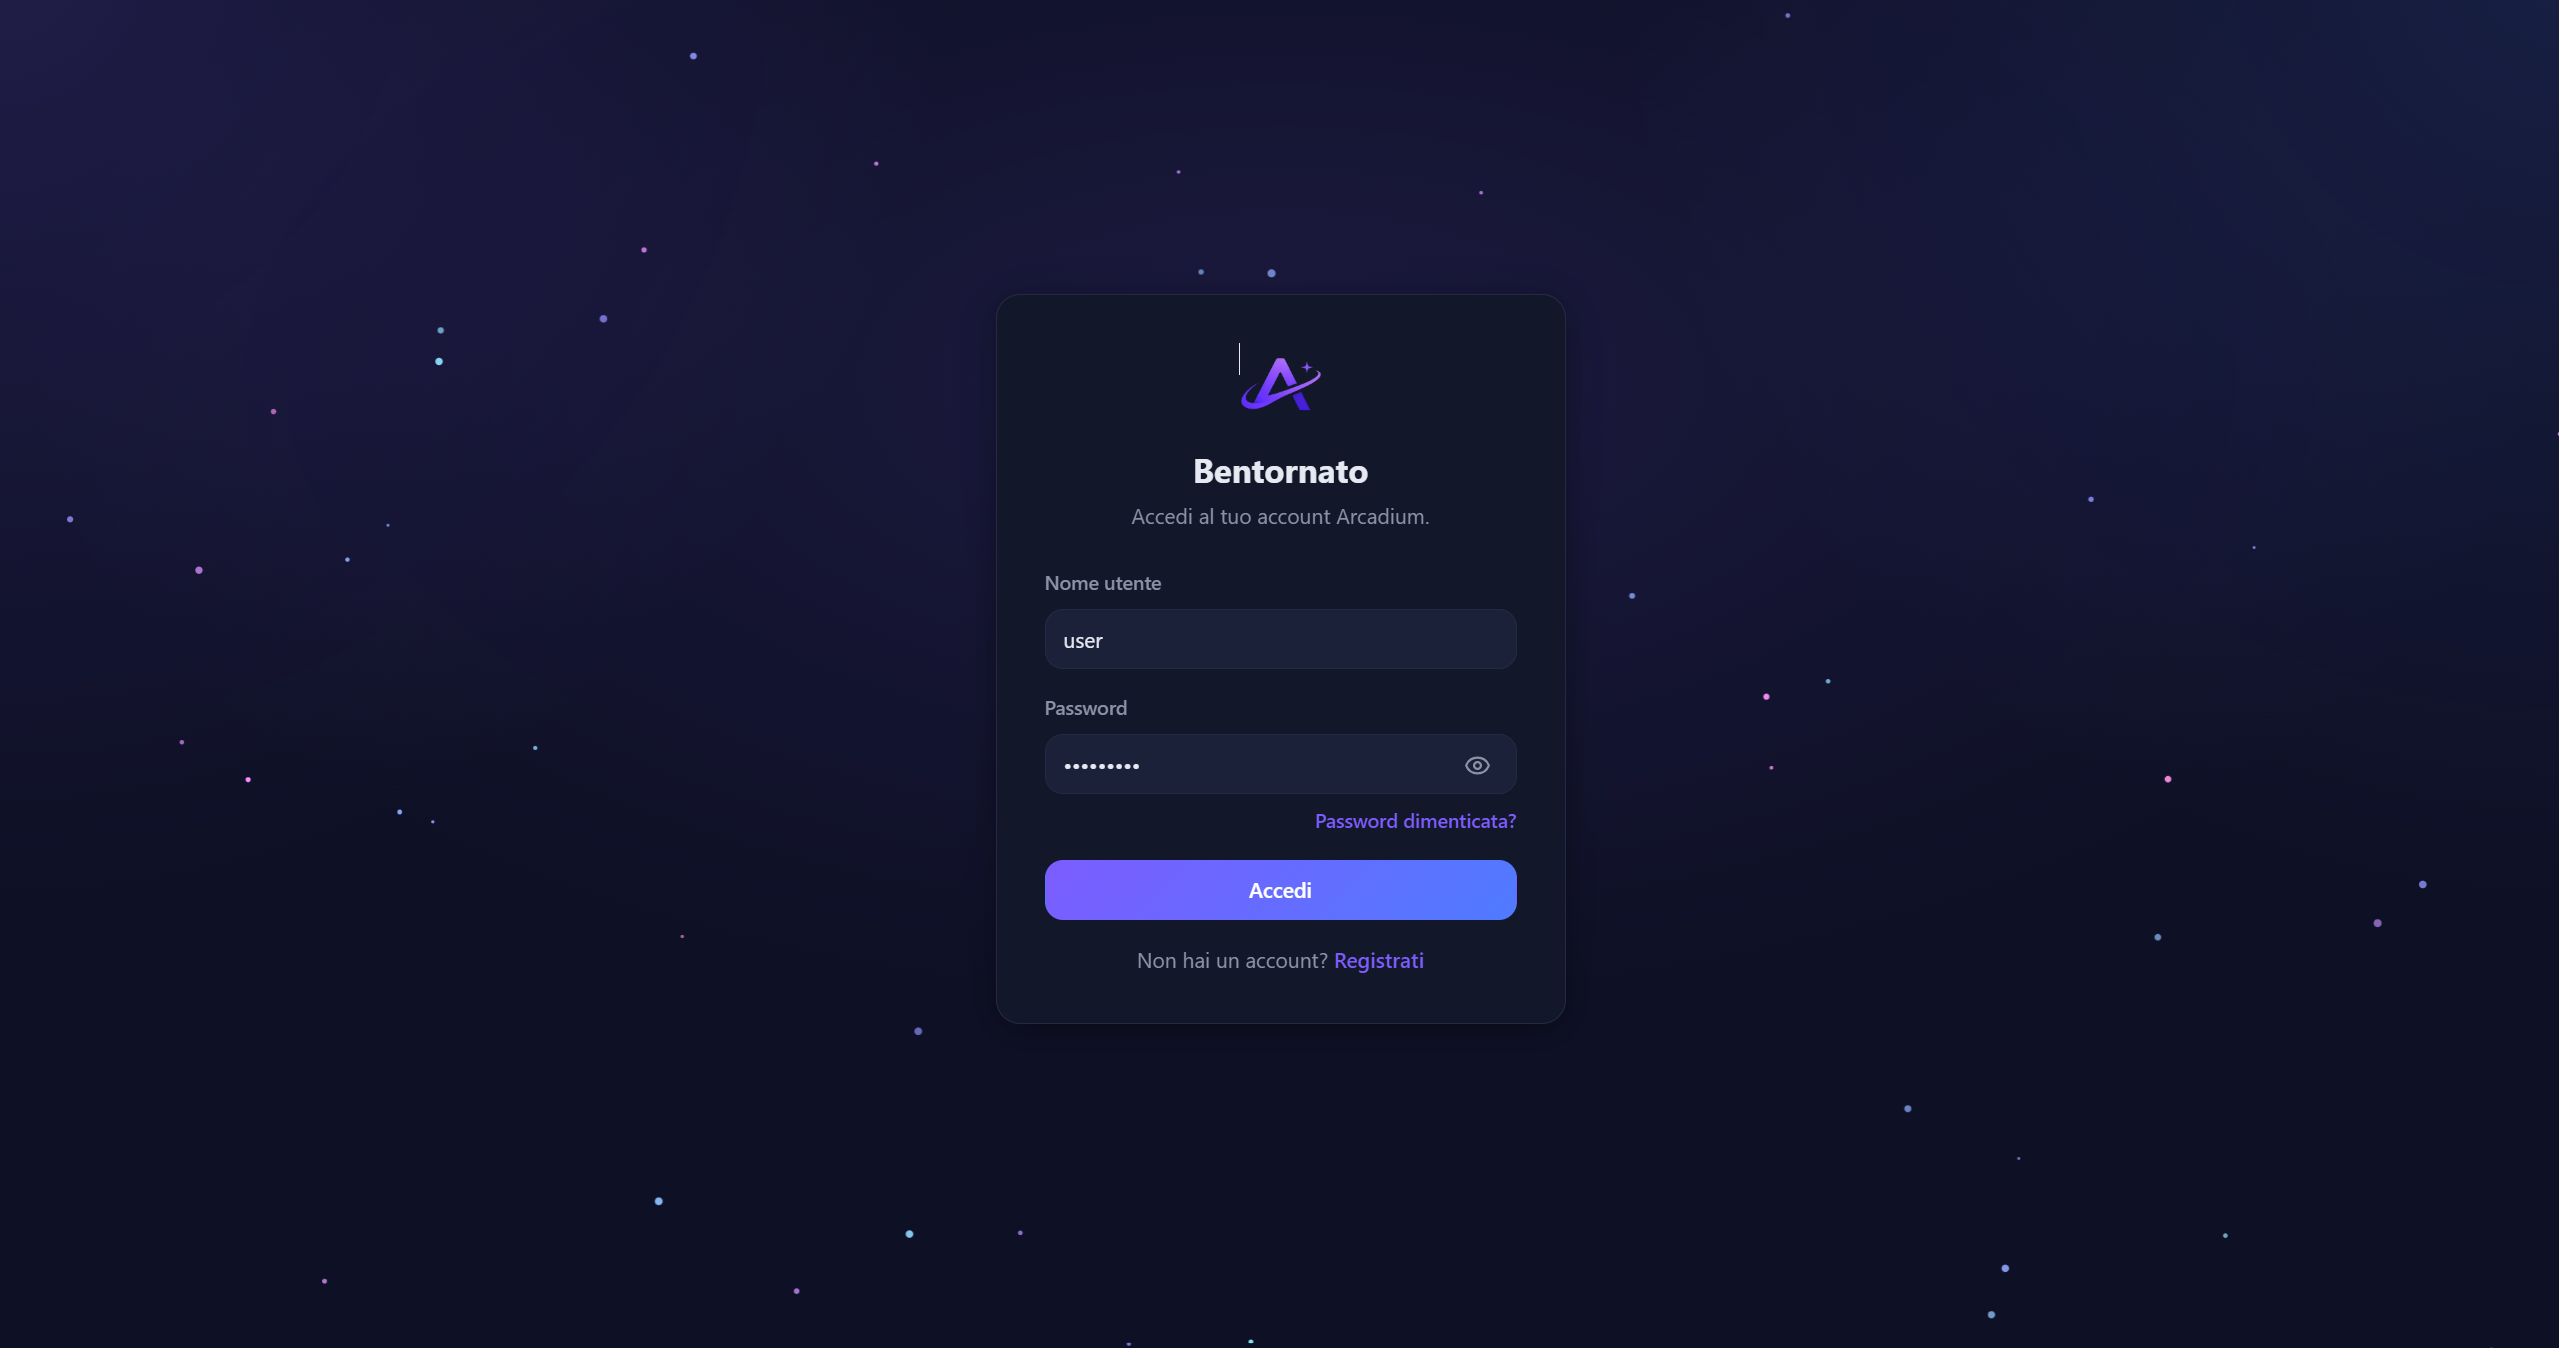 Bentornato
Accedi al tuo account Arcadium.
Nome utente
user
Password
•••••••••
Password dimenticata?
Accedi
Non hai un account? Registrati